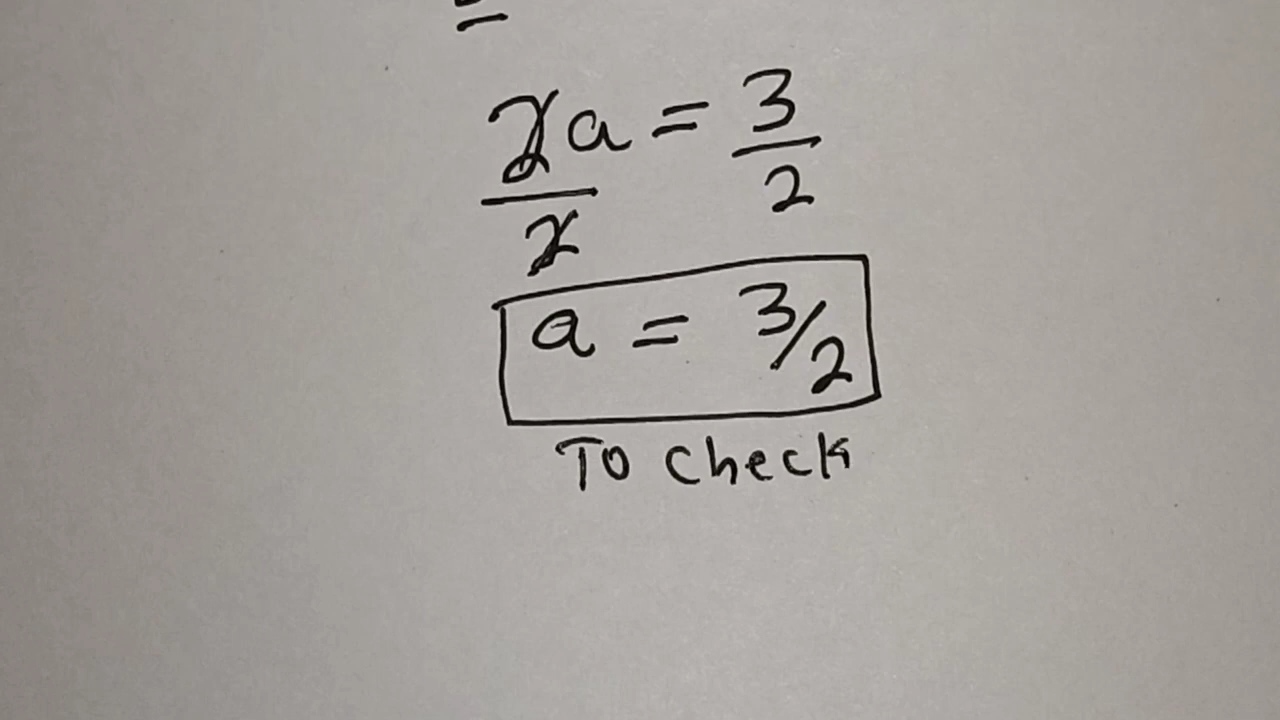 2a/2 = 3/2
a = 3/2
To check